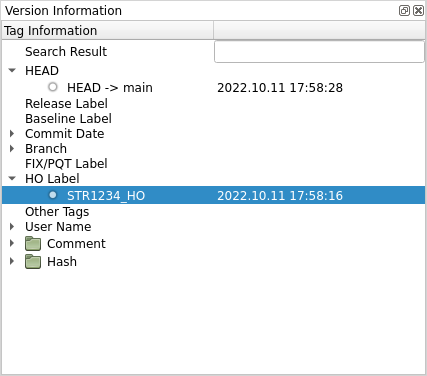 Version Information
Tag Information
Search Result
HEAD
HEAD -> main 2022.10.11 17:58:28
Release Label
Baseline Label
Commit Date
Branch
FIX/PQT Label
HO Label
STR1234_HO 2022.10.11 17:58:16
Other Tags
User Name
Comment
Hash